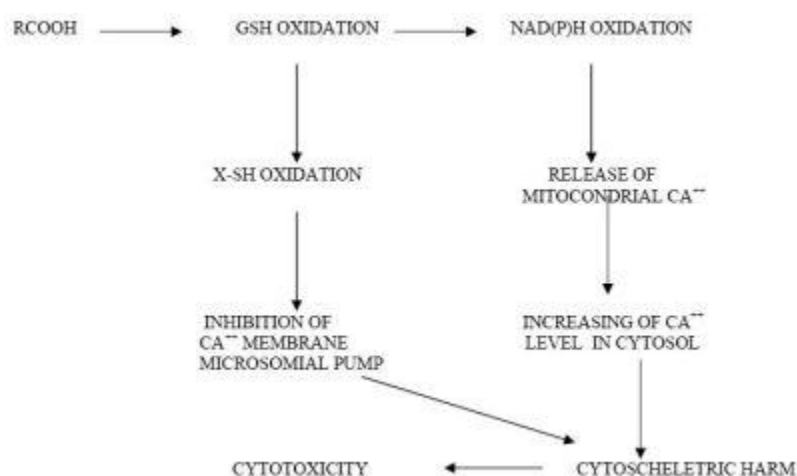 RCOOH
GSH OXIDATION
NAD(P)H OXIDATION
X-SH OXIDATION
RELEASE OF
MITOCONDRIAL CA++
INHIBITION OF
CA++ MEMBRANE
MICROSOMIAL PUMP
INCREASING OF CA++
LEVEL IN CYTOSOL
CYTOTOXICITY
CYTOSCHELETRIC HARM